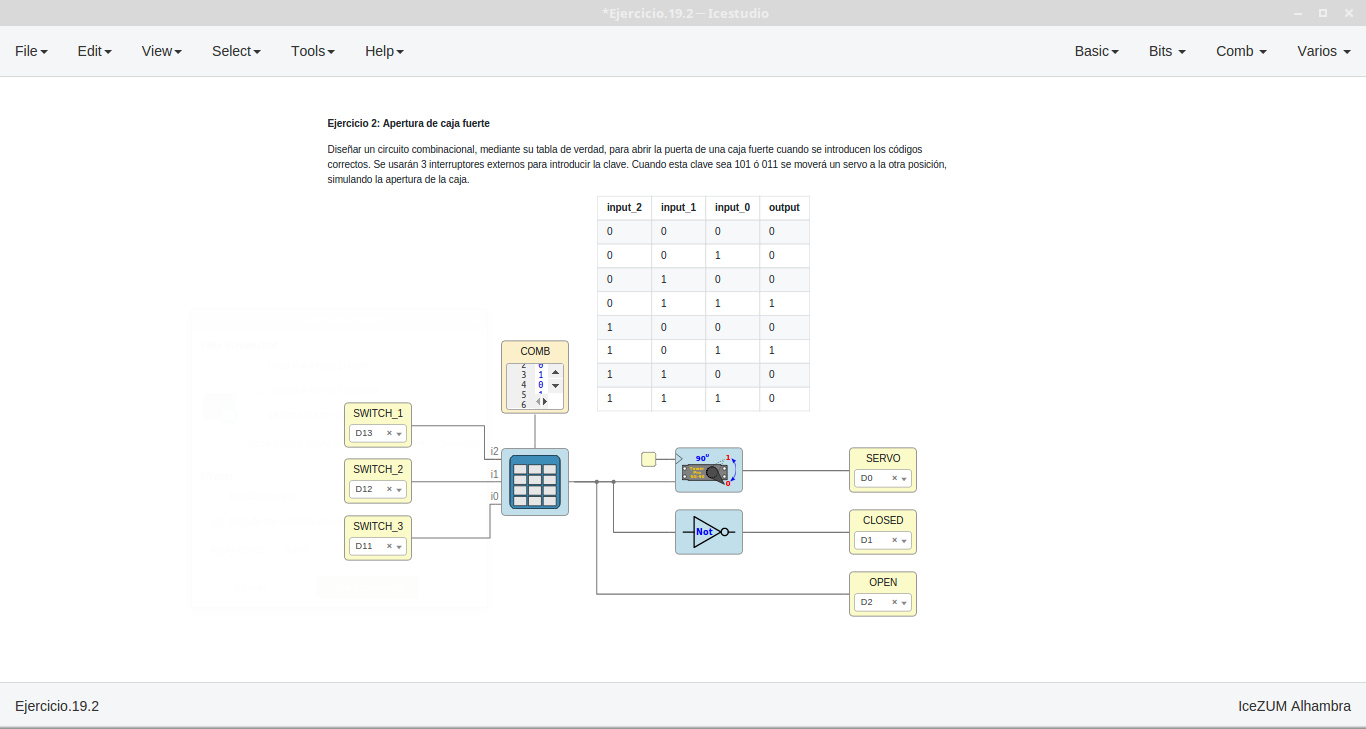 *Ejercicio.19.2 — Icestudio
File Edit View Select Tools Help Basic Bits Comb Varios
Ejercicio 2: Apertura de caja fuerte
Diseñar un circuito combinacional, mediante su tabla de verdad, para abrir la puerta de una caja fuerte cuando se introducen los códigos
correctos. Se usarán 3 interruptores externos para introducir la clave. Cuando esta clave sea 101 ó 011 se moverá un servo a la otra posición,
simulando la apertura de la caja.
input_2 input_1 input_0 output
0 0 0 0
0 0 1 0
0 1 0 0
0 1 1 1
1 0 0 0
1 0 1 1
1 1 0 0
1 1 1 0
COMB
2 0
3 1
4 0
5 1
6
SWITCH_1
D13
SWITCH_2
D12
SWITCH_3
D11
i2
i1
i0
90º 1
0
Not
SERVO
D0
CLOSED
D1
OPEN
D2
Ejercicio.19.2 IceZUM Alhambra